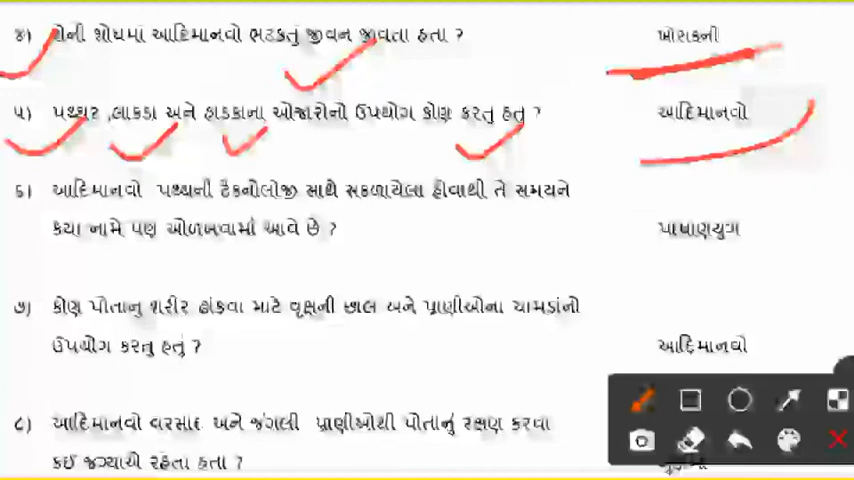 ૪) શેની શોધમાં આદિમાનવો ભટકતું જીવન જીવતા હતા ? ખોરાકની
૫) પથ્થર ,લાકડા અને હાડકાના ઓજારોનો ઉપયોગ કોણ કરતુ હતુ ? આદિમાનવો
૬) આદિમાનવો પથ્થની ટેકનોલોજી સાથે સકળાયેલા હોવાથી તે સમયને
કયા નામે પણ ઓળખવામાં આવે છે ? પાષાણયુગ
૭) કોણ પોતાનુ શરીર ઢાંકવા માટે વૃક્ષની છાલ અને પ્રાણીઓના ચામડાંનો
ઉપયોગ કરતુ હતું ? આદિમાનવો
૮) આદિમાનવો વરસાદ અને જંગલી પ્રાણીઓથી પોતાનું રક્ષણ કરવા
કઈ જગ્યાએ રહેતા હતા ?